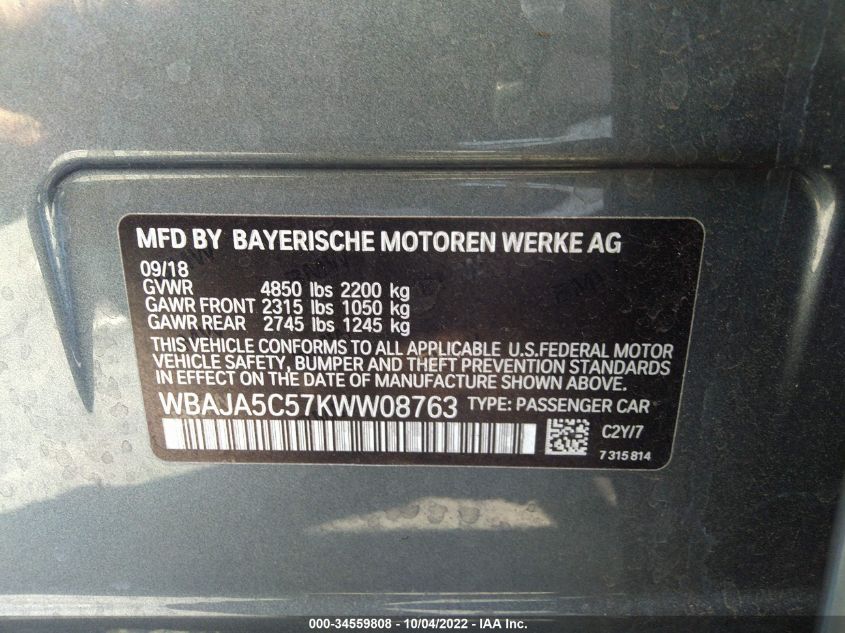 MFD BY BAYERISCHE MOTOREN WERKE AG
09/18
GVWR 4850 lbs 2200 kg
GAWR FRONT 2315 lbs 1050 kg
GAWR REAR 2745 lbs 1245 kg
THIS VEHICLE CONFORMS TO ALL APPLICABLE U.S.FEDERAL MOTOR
VEHICLE SAFETY, BUMPER AND THEFT PREVENTION STANDARDS
IN EFFECT ON THE DATE OF MANUFACTURE SHOWN ABOVE.
WBAJA5C57KWW08763 TYPE: PASSENGER CAR
C2Y/7
7 315 814
000-34559808 - 10/04/2022 - IAA Inc.